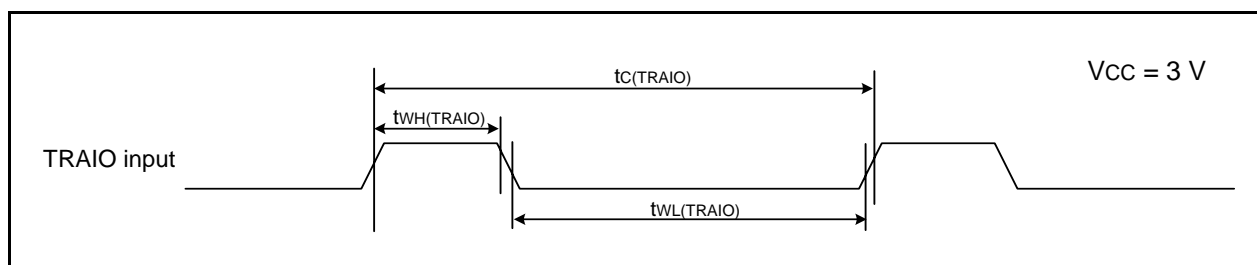 tC(TRAIO)
VCC = 3 V
tWH(TRAIO)
TRAIO input
tWL(TRAIO)